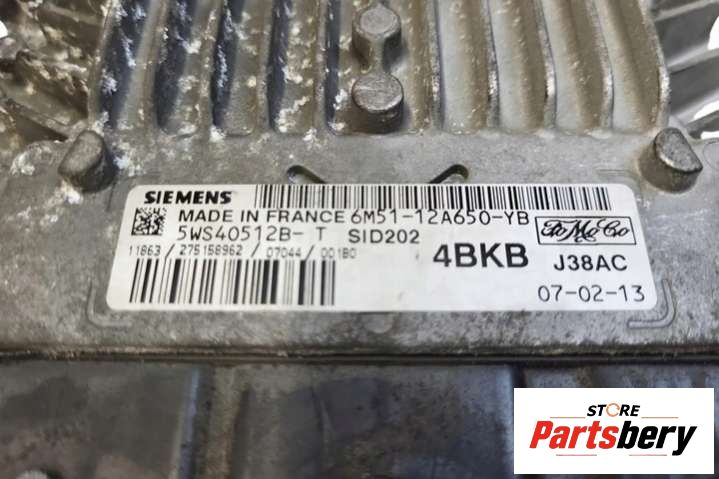 SIEMENS
MADE IN FRANCE 6M51-12A650-YB
5WS40512B- T SID202
FoMoCo
11863/ 275158962 /07044/ 001B0
4BKB J38AC
07-02-13
STORE
Partsbery